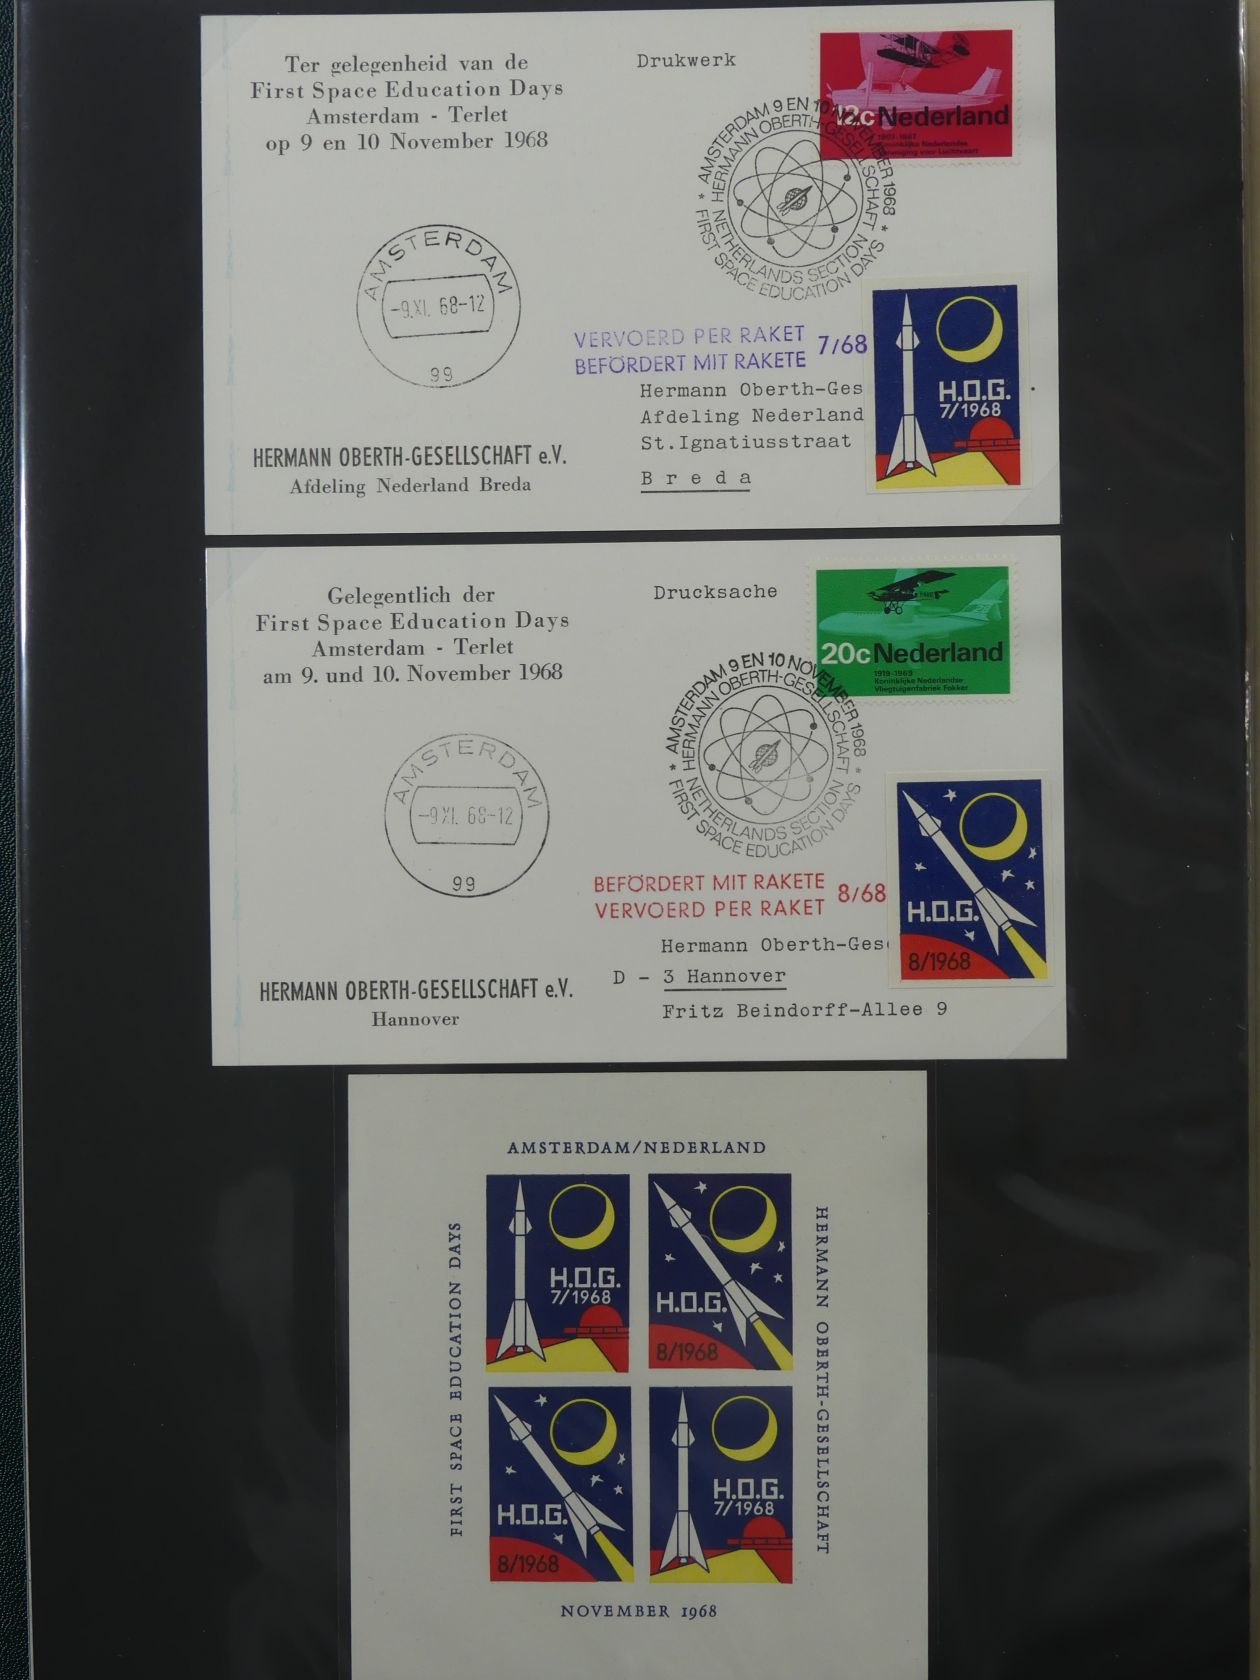 Ter gelegenheid van de
First Space Education Days
Amsterdam - Terlet
op 9 en 10 November 1968
Drukwerk
12c Nederland
1907-1967
Koninklijke Nederlandse
Vereniging voor Luchtvaart
* AMSTERDAM 9 EN 10 NOVEMBER 1968 *
HERMANN OBERTH-GESELLSCHAFT
NETHERLANDS SECTION
FIRST SPACE EDUCATION DAYS
AMSTERDAM
-9.XI. 68-12
99
VERVOERD PER RAKET
BEFÖRDERT MIT RAKETE
7/68
Hermann Oberth-Ges
Afdeling Nederland
St.Ignatiusstraat
Breda
H.O.G.
7/1968
HERMANN OBERTH-GESELLSCHAFT e.V.
Afdeling Nederland Breda
Gelegentlich der
First Space Education Days
Amsterdam - Terlet
am 9. und 10. November 1968
Drucksache
20c Nederland
1919-1969
Koninklijke Nederlandse
Vliegtuigenfabriek Fokker
* AMSTERDAM 9 EN 10 NOVEMBER 1968 *
HERMANN OBERTH-GESELLSCHAFT
NETHERLANDS SECTION
FIRST SPACE EDUCATION DAYS
AMSTERDAM
-9.XI. 68-12
99
BEFÖRDERT MIT RAKETE
VERVOERD PER RAKET
8/68
H.O.G.
8/1968
Hermann Oberth-Ges
D - 3 Hannover
Fritz Beindorff-Allee 9
HERMANN OBERTH-GESELLSCHAFT e.V.
Hannover
AMSTERDAM/NEDERLAND
FIRST SPACE EDUCATION DAYS
HERMANN OBERTH-GESELLSCHAFT
H.O.G.
7/1968
H.O.G.
8/1968
H.O.G.
8/1968
H.O.G.
7/1968
NOVEMBER 1968